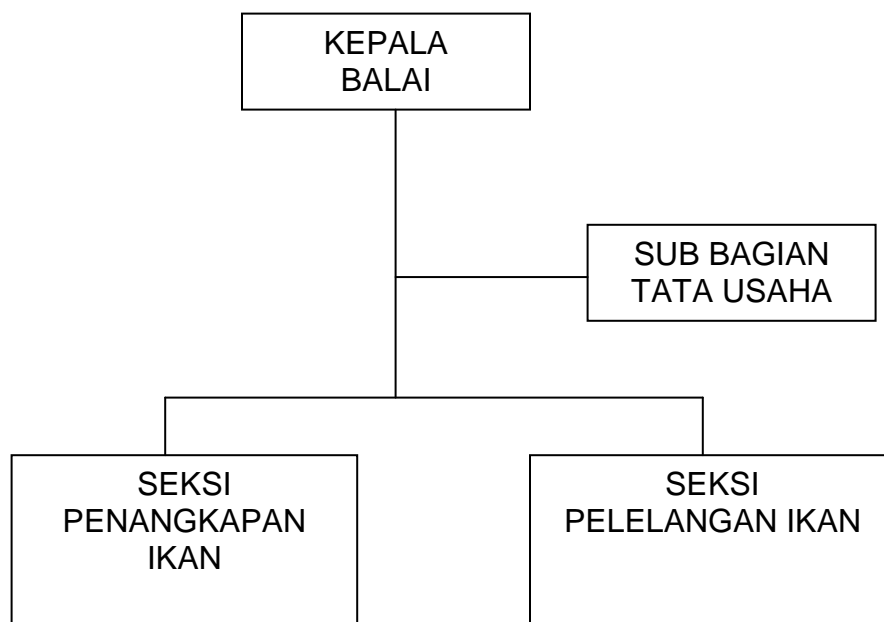 KEPALA
BALAI
SUB BAGIAN
TATA USAHA
SEKSI
PENANGKAPAN
IKAN
SEKSI
PELELANGAN IKAN